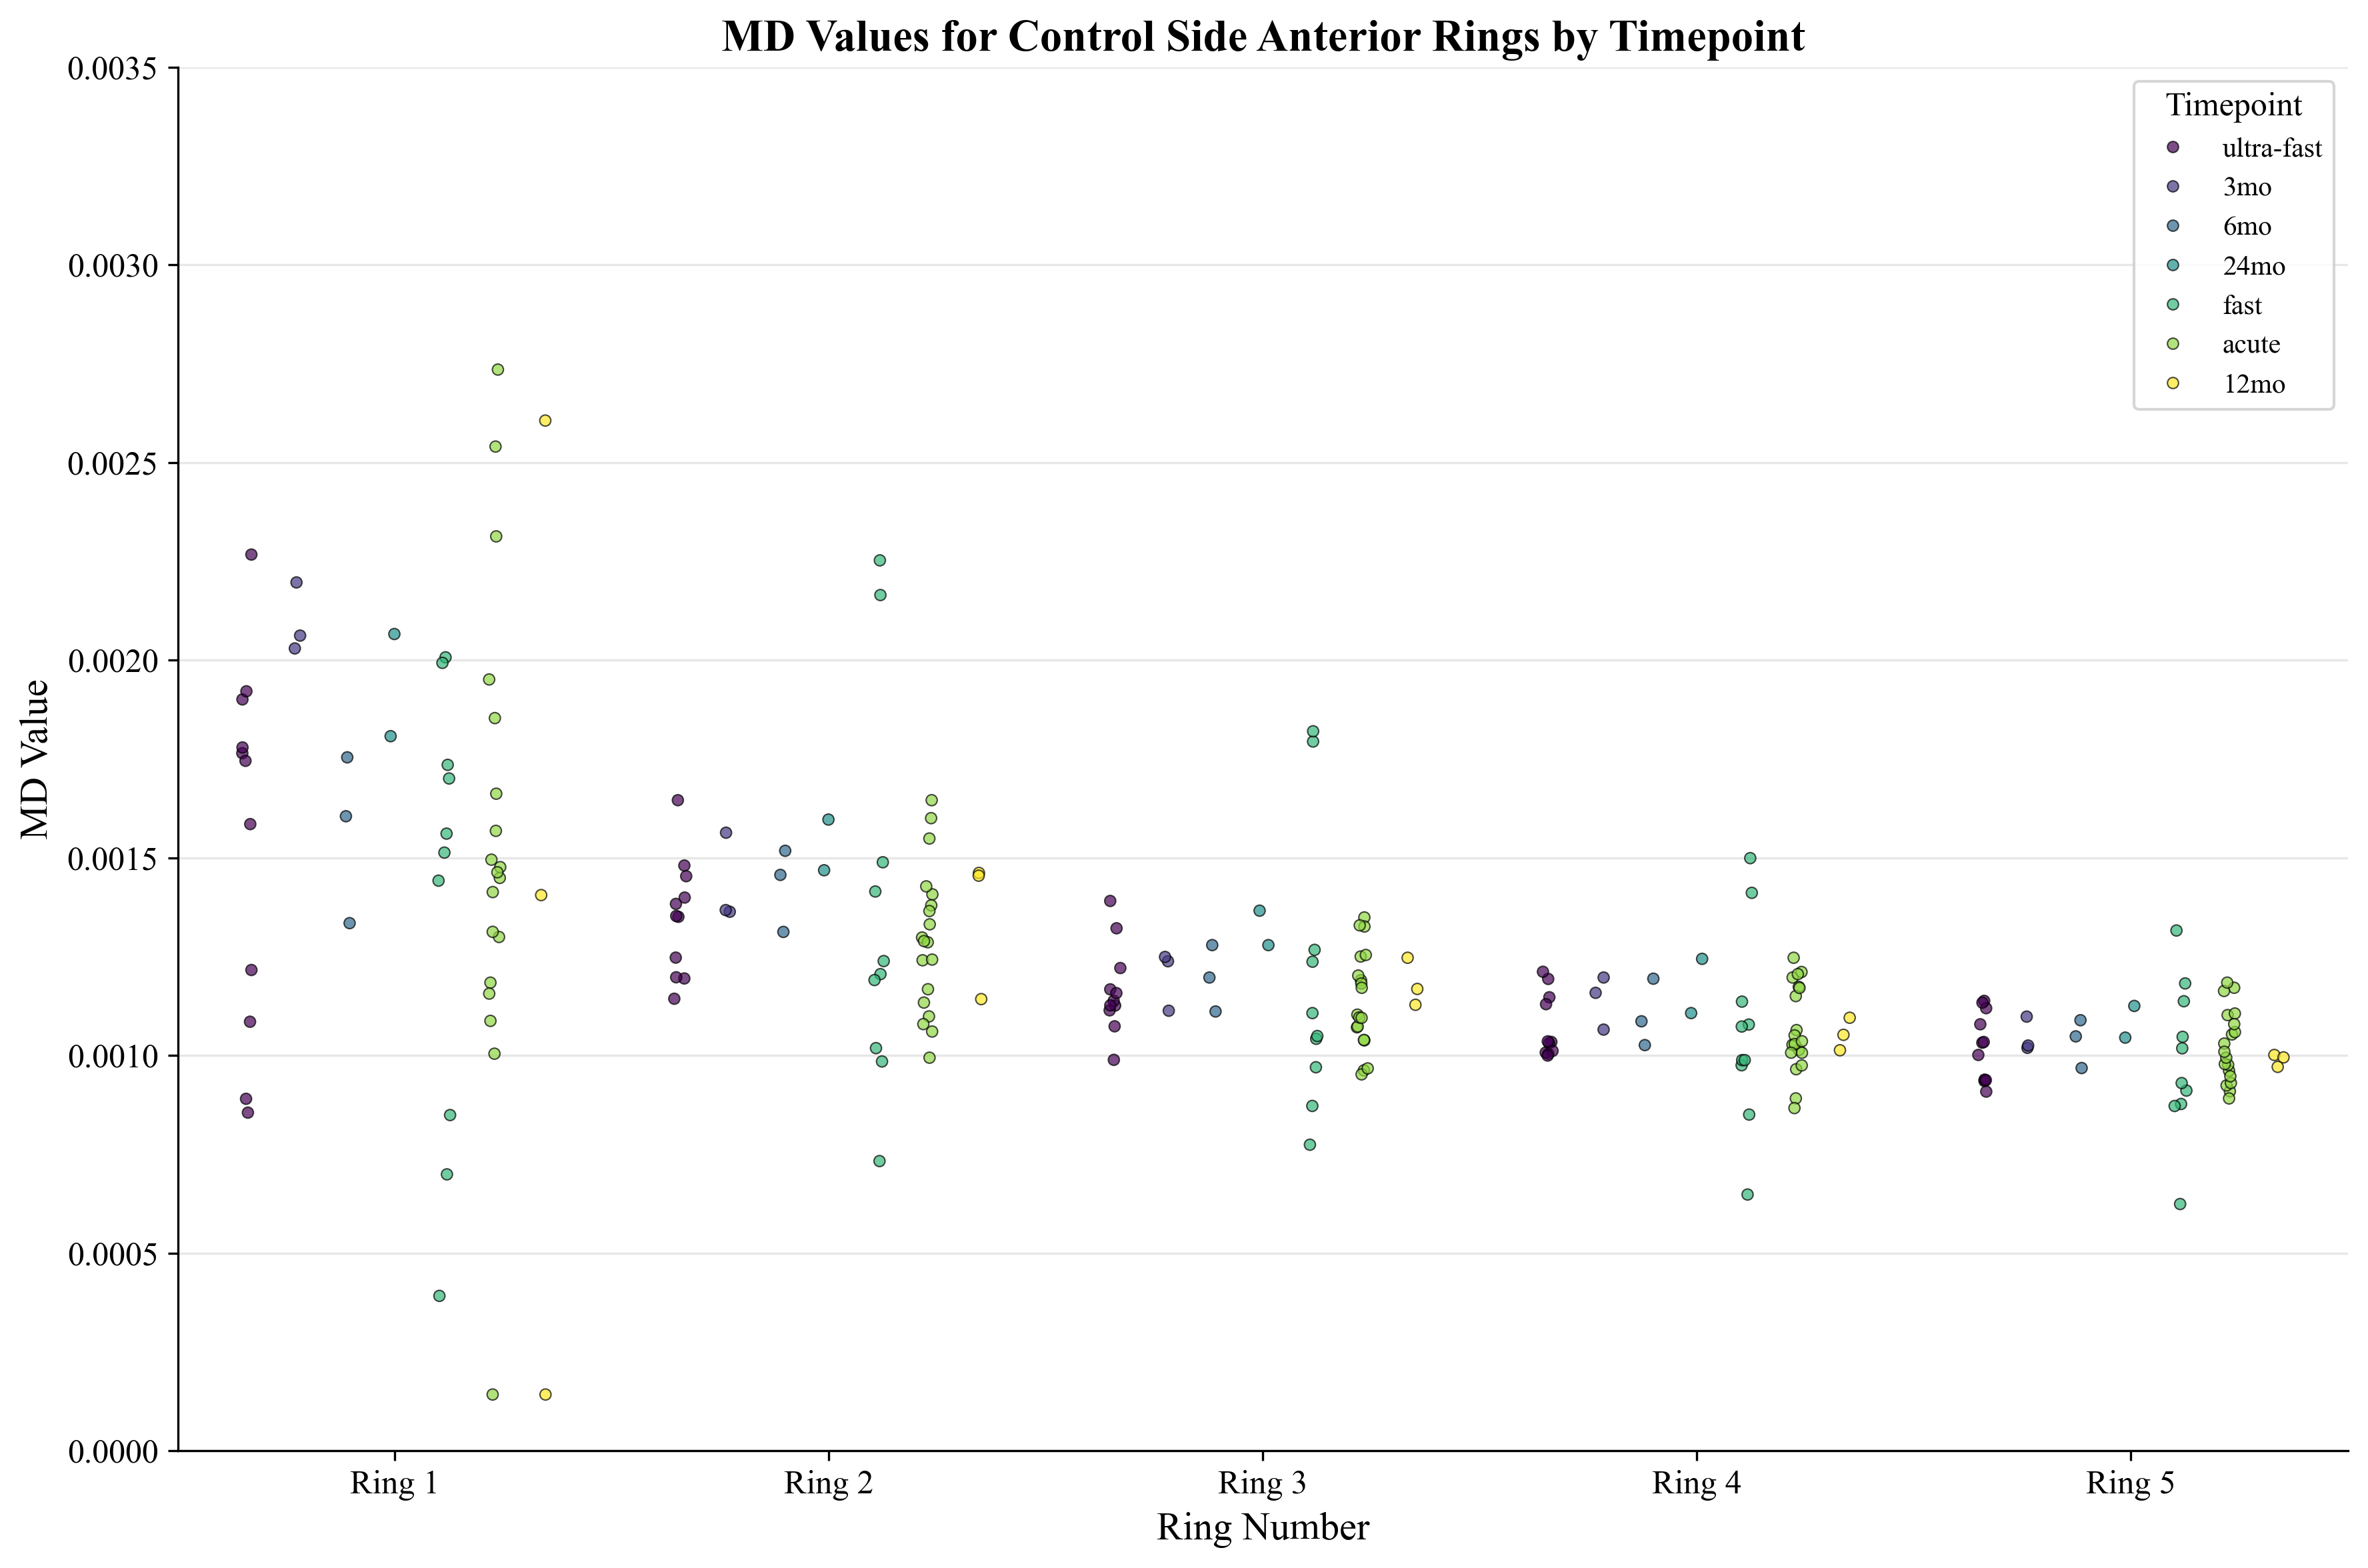 MD Values for Control Side Anterior Rings by Timepoint
0.0035
0.0030
0.0025
0.0020
0.0015
0.0010
0.0005
0.0000
MD Value
Timepoint
ultra-fast
3mo
6mo
24mo
fast
acute
12mo
Ring 1
Ring 2
Ring 3
Ring 4
Ring 5
Ring Number